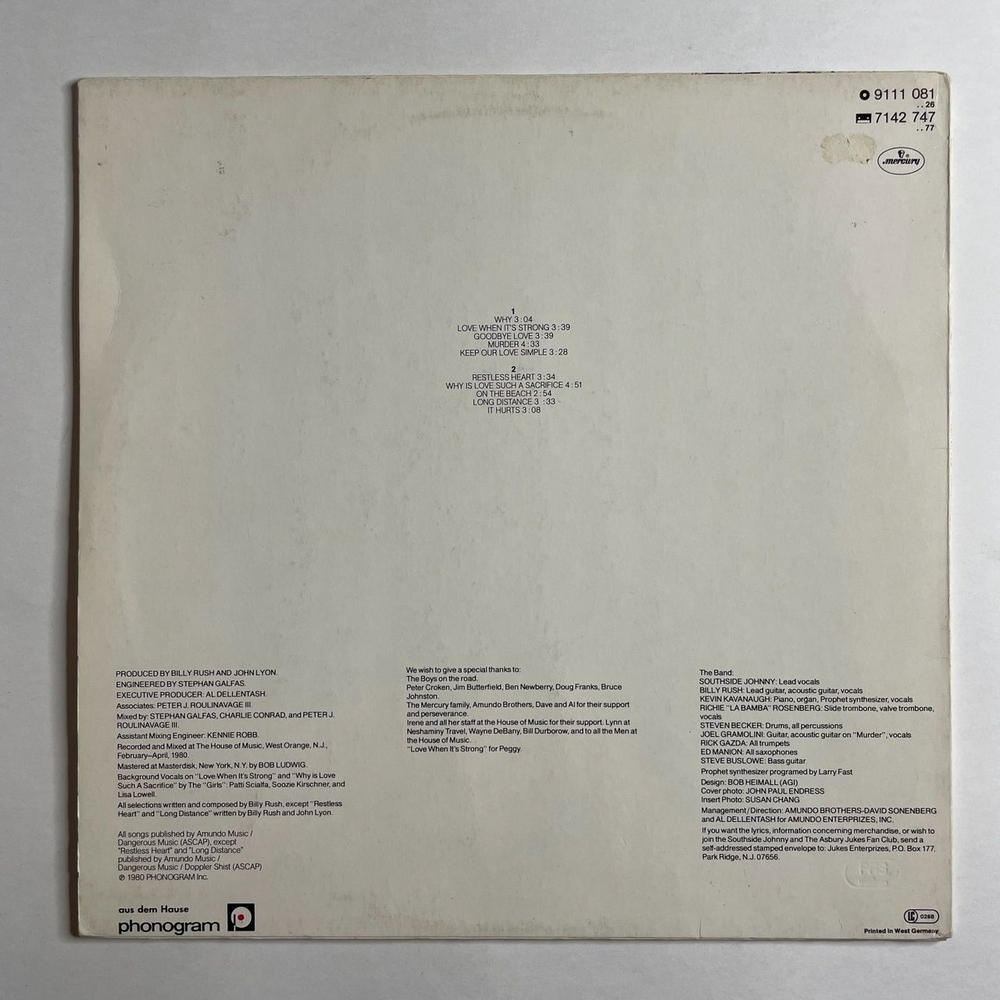 9111 081
..26
7142 747
..77
mercury
1
WHY 3:04
LOVE WHEN IT'S STRONG 3:39
GOODBYE LOVE 3:39
MURDER 4:33
KEEP OUR LOVE SIMPLE 3:28
2
RESTLESS HEART 3:34
WHY IS LOVE SUCH A SACRIFICE 4:51
ON THE BEACH 2:54
LONG DISTANCE 3 :33
IT HURTS 3:08
PRODUCED BY BILLY RUSH AND JOHN LYON.
ENGINEERED BY STEPHAN GALFAS.
EXECUTIVE PRODUCER: AL DELLENTASH.
Associates: PETER J. ROULINAVAGE III.
Mixed by: STEPHAN GALFAS, CHARLIE CONRAD, and PETER J.
ROULINAVAGE III.
Assistant Mixing Engineer: KENNIE ROBB.
Recorded and Mixed at The House of Music, West Orange, N.J.,
February–April, 1980.
Mastered at Masterdisk, New York, N.Y. by BOB LUDWIG.
Background Vocals on "Love When It's Strong" and "Why is Love
Such A Sacrifice" by The "Girls": Patti Scialfa, Soozie Kirschner, and
Lisa Lowell.
All selections written and composed by Billy Rush, except "Restless
Heart" and "Long Distance" written by Billy Rush and John Lyon.
All songs published by Amundo Music /
Dangerous Music (ASCAP), except
"Restless Heart" and "Long Distance"
published by Amundo Music /
Dangerous Music / Doppler Shist (ASCAP)
℗ 1980 PHONOGRAM Inc.
aus dem Hause
phonogram
We wish to give a special thanks to:
The Boys on the road.
Peter Croken, Jim Butterfield, Ben Newberry, Doug Franks, Bruce
Johnston.
The Mercury family, Amundo Brothers, Dave and Al for their support
and perseverance.
Irene and all her staff at the House of Music for their support. Lynn at
Neshaminy Travel, Wayne DeBany, Bill Durborow, and to all the Men at
the House of Music.
"Love When It's Strong" for Peggy.
The Band:
SOUTHSIDE JOHNNY: Lead vocals
BILLY RUSH: Lead guitar, acoustic guitar, vocals
KEVIN KAVANAUGH: Piano, organ, Prophet synthesizer, vocals
RICHIE "LA BAMBA" ROSENBERG: Slide trombone, valve trombone,
vocals
STEVEN BECKER: Drums, all percussions
JOEL GRAMOLINI: Guitar, acoustic guitar on "Murder", vocals
RICK GAZDA: All trumpets
ED MANION: All saxophones
STEVE BUSLOWE: Bass guitar
Prophet synthesizer programed by Larry Fast
Design: BOB HEIMALL (AGI)
Cover photo: JOHN PAUL ENDRESS
Insert Photo: SUSAN CHANG
Management/Direction: AMUNDO BROTHERS-DAVID SONENBERG
and AL DELLENTASH for AMUNDO ENTERPRIZES, INC.
If you want the lyrics, information concerning merchandise, or wish to
join the Southside Johnny and The Asbury Jukes Fan Club, send a
self-addressed stamped envelope to: Jukes Enterprizes, P.O. Box 177,
Park Ridge, N.J. 07656.
LC 0268
Printed in West Germany